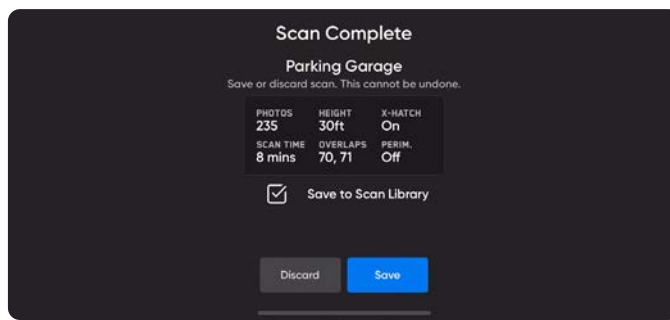 Scan Complete
Parking Garage
Save or discard scan. This cannot be undone.
PHOTOS HEIGHT X-HATCH
235 30ft On
SCAN TIME OVERLAPS PERIM.
8 mins 70, 71 Off
Save to Scan Library
Discard Save